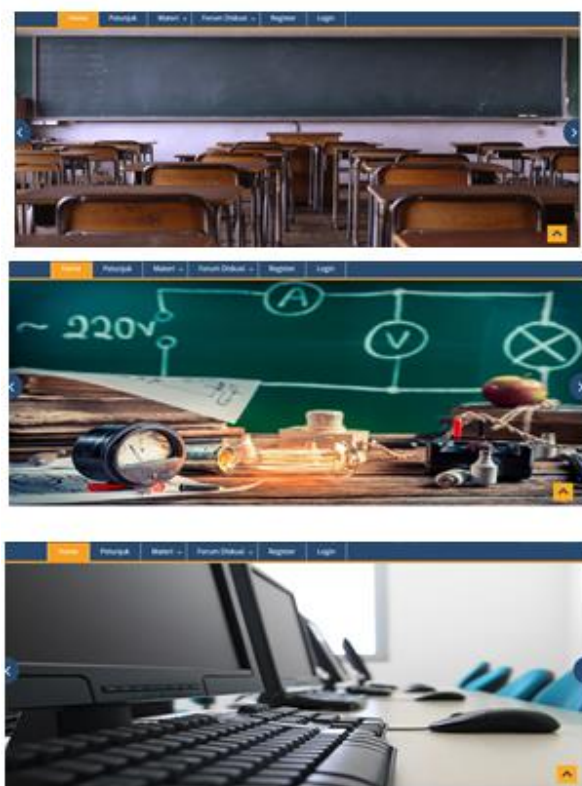 Home Petunjuk Materi Forum Diskusi Register Login
Home Petunjuk Materi Forum Diskusi Register Login
~ 220v
A
V
Home Petunjuk Materi Forum Diskusi Register Login